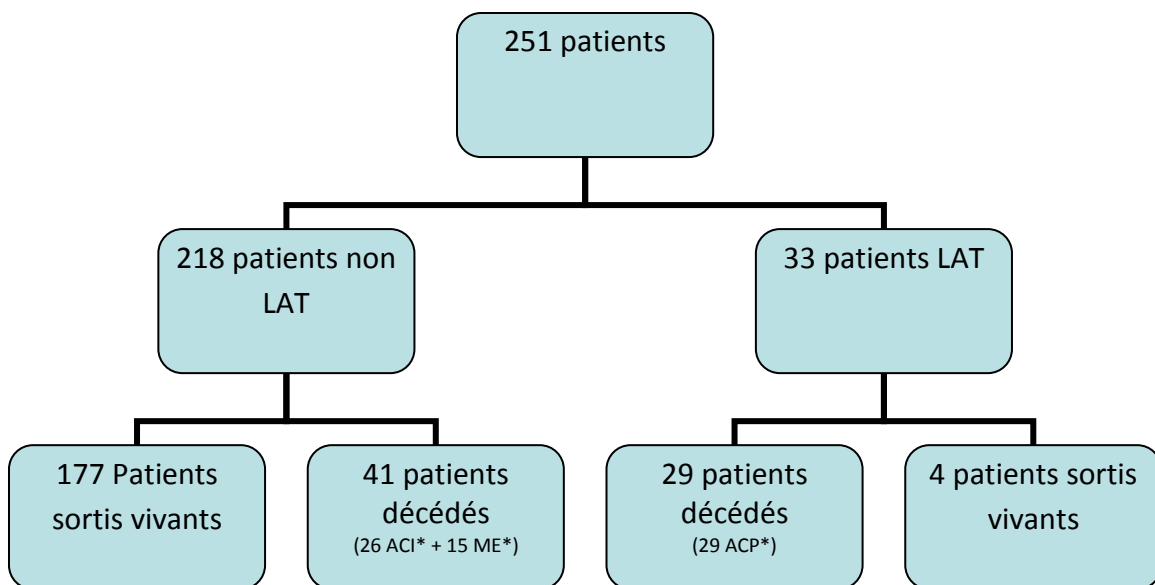 251 patients
218 patients non
LAT
33 patients LAT
177 Patients
sortis vivants
41 patients
décédés
(26 ACI* + 15 ME*)
29 patients
décédés
(29 ACP*)
4 patients sortis
vivants